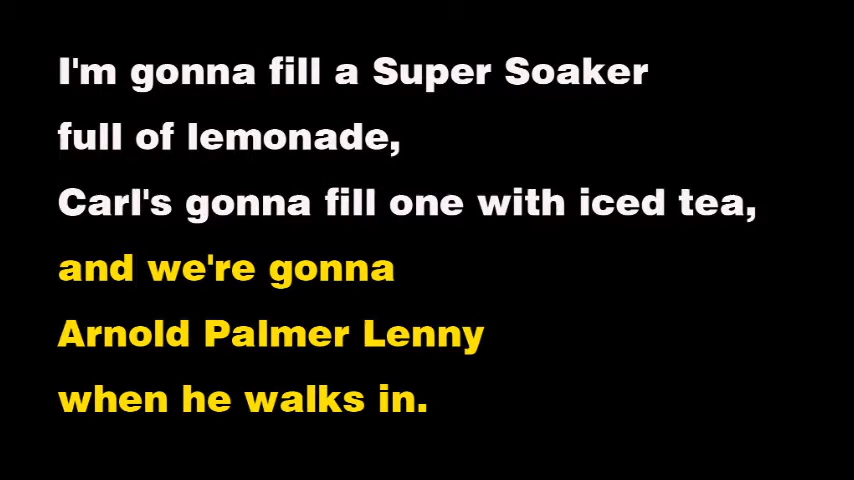 I'm gonna fill a Super Soaker
full of lemonade,
Carl's gonna fill one with iced tea,
and we're gonna
Arnold Palmer Lenny
when he walks in.